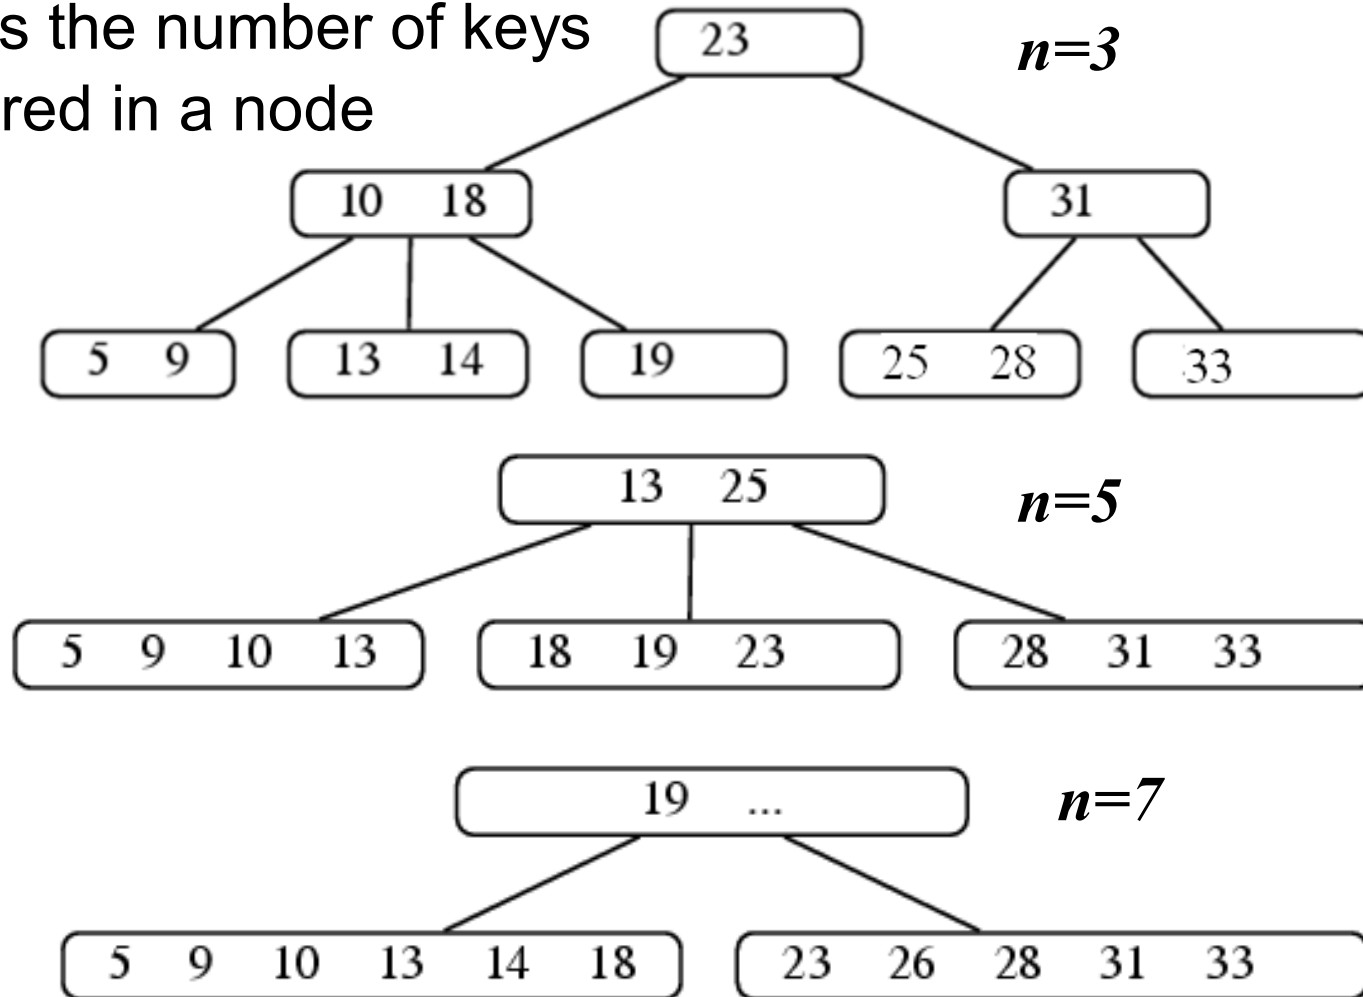 s the number of keys
red in a node
23
n=3
10 18
31
5 9
13 14
19
25 28
33
13 25
n=5
5 9 10 13
18 19 23
28 31 33
19 ...
n=7
5 9 10 13 14 18
23 26 28 31 33